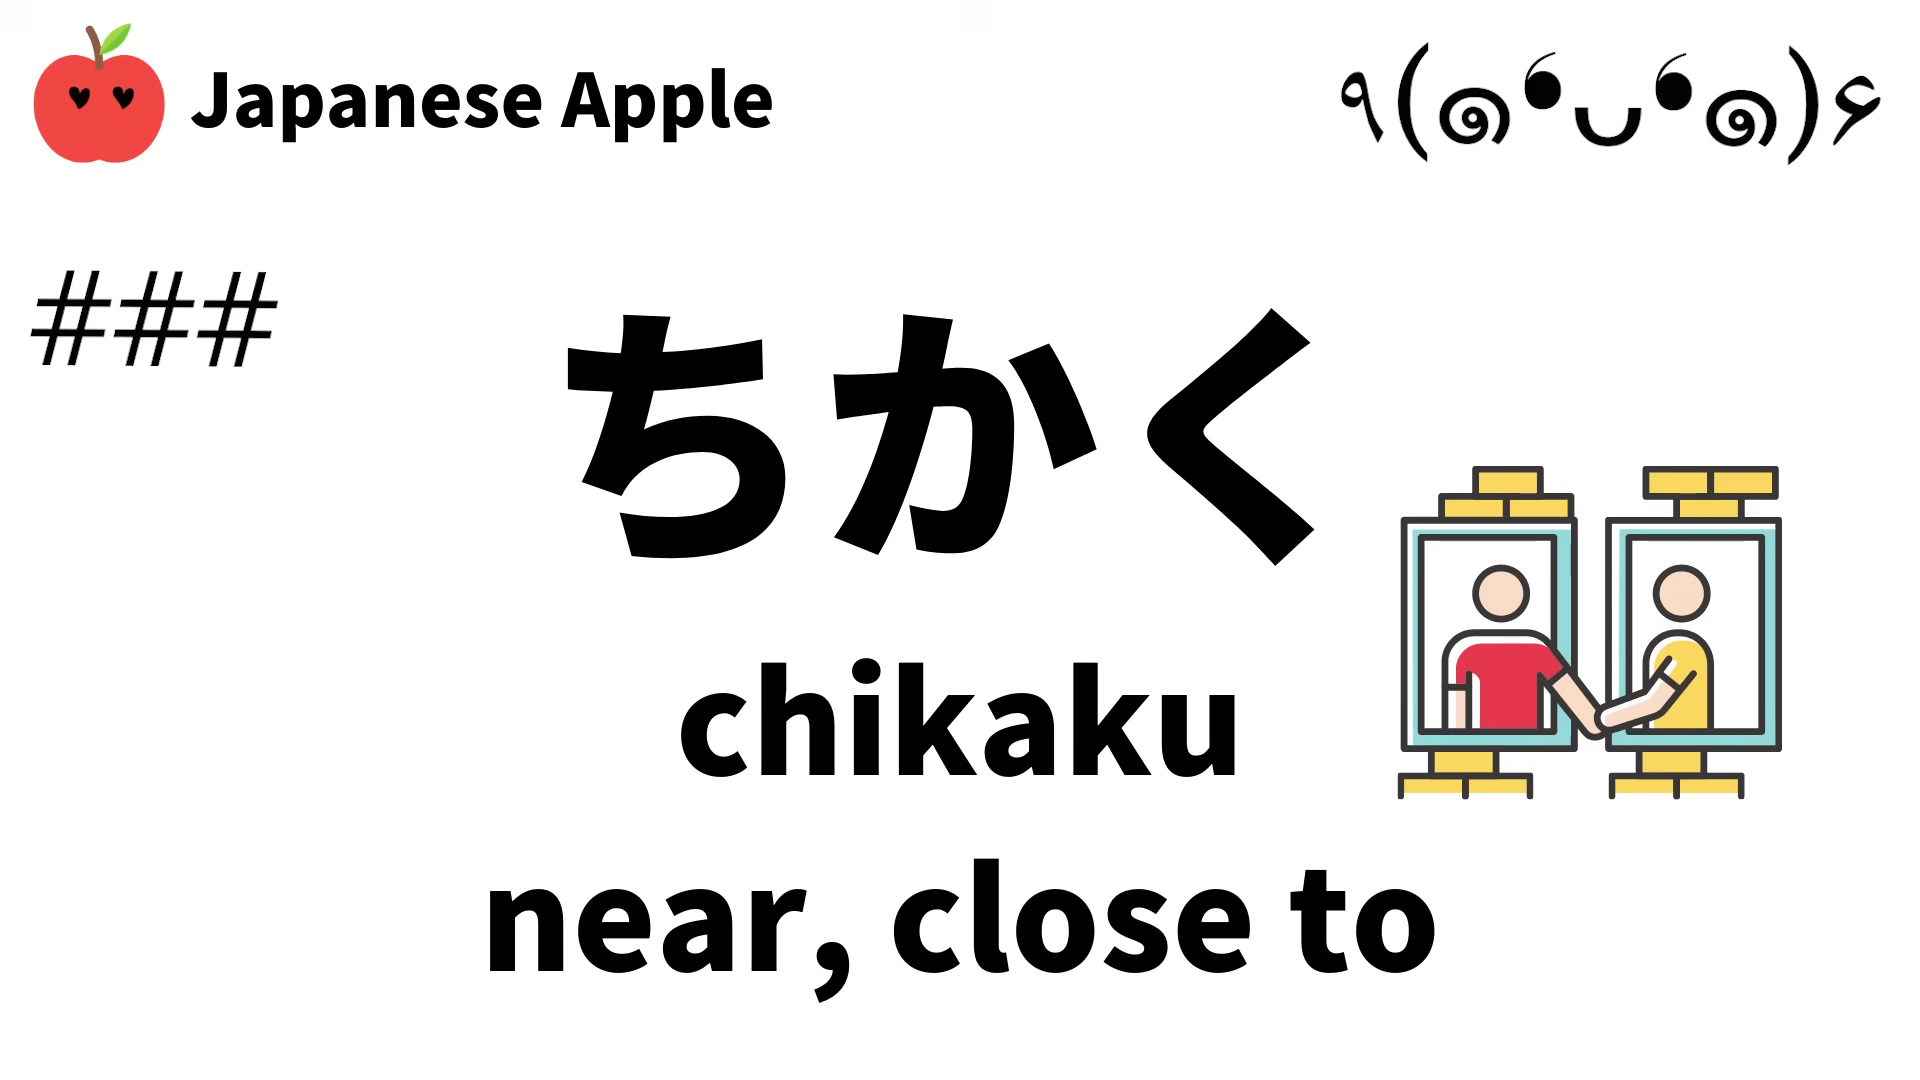 Japanese Apple
٩(๑❛ᴗ❛๑)۶
###
ちかく
chikaku
near, close to